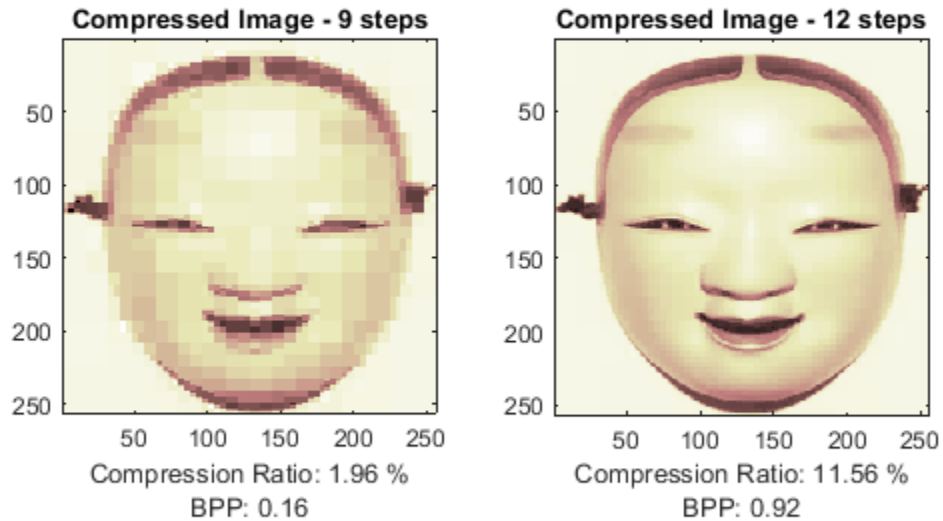 Compressed Image - 9 steps
50
100
150
200
250
50 100 150 200 250
Compression Ratio: 1.96 %
BPP: 0.16
Compressed Image - 12 steps
50
100
150
200
250
50 100 150 200 250
Compression Ratio: 11.56 %
BPP: 0.92